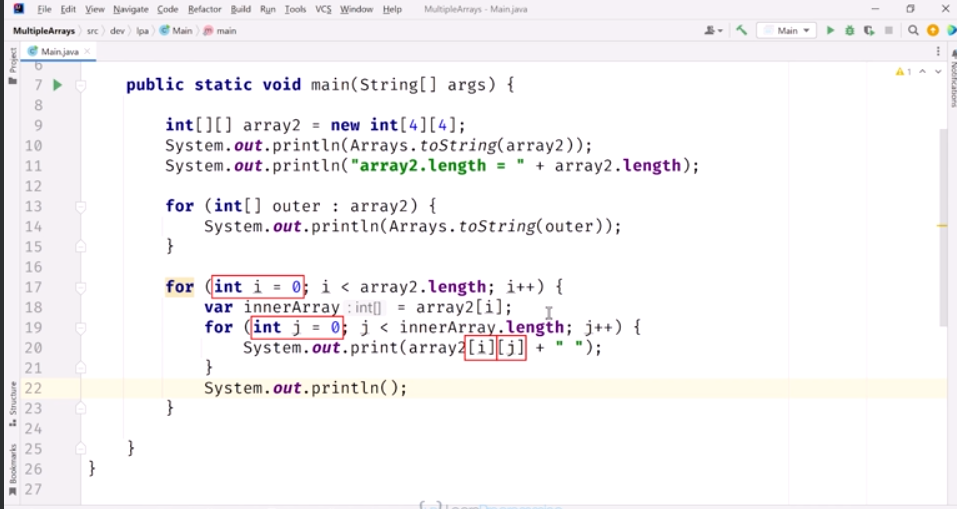 File Edit View Navigate Code Refactor Build Run Tools VCS Window Help MultipleArrays - Main.java
MultipleArrays src dev lpa Main main
Main
Main.java
Project
Notifications
1
6
7 public static void main(String[] args) {
8
9 int[][] array2 = new int[4][4];
10 System.out.println(Arrays.toString(array2));
11 System.out.println("array2.length = " + array2.length);
12
13 for (int[] outer : array2) {
14 System.out.println(Arrays.toString(outer));
15 }
16
17 for (int i = 0; i < array2.length; i++) {
18 var innerArray : int[] = array2[i];
19 for (int j = 0; j < innerArray.length; j++) {
20 System.out.print(array2[i][j] + " ");
21 }
22 System.out.println();
23 }
24
25 }
26 }
27
Structure
Bookmarks